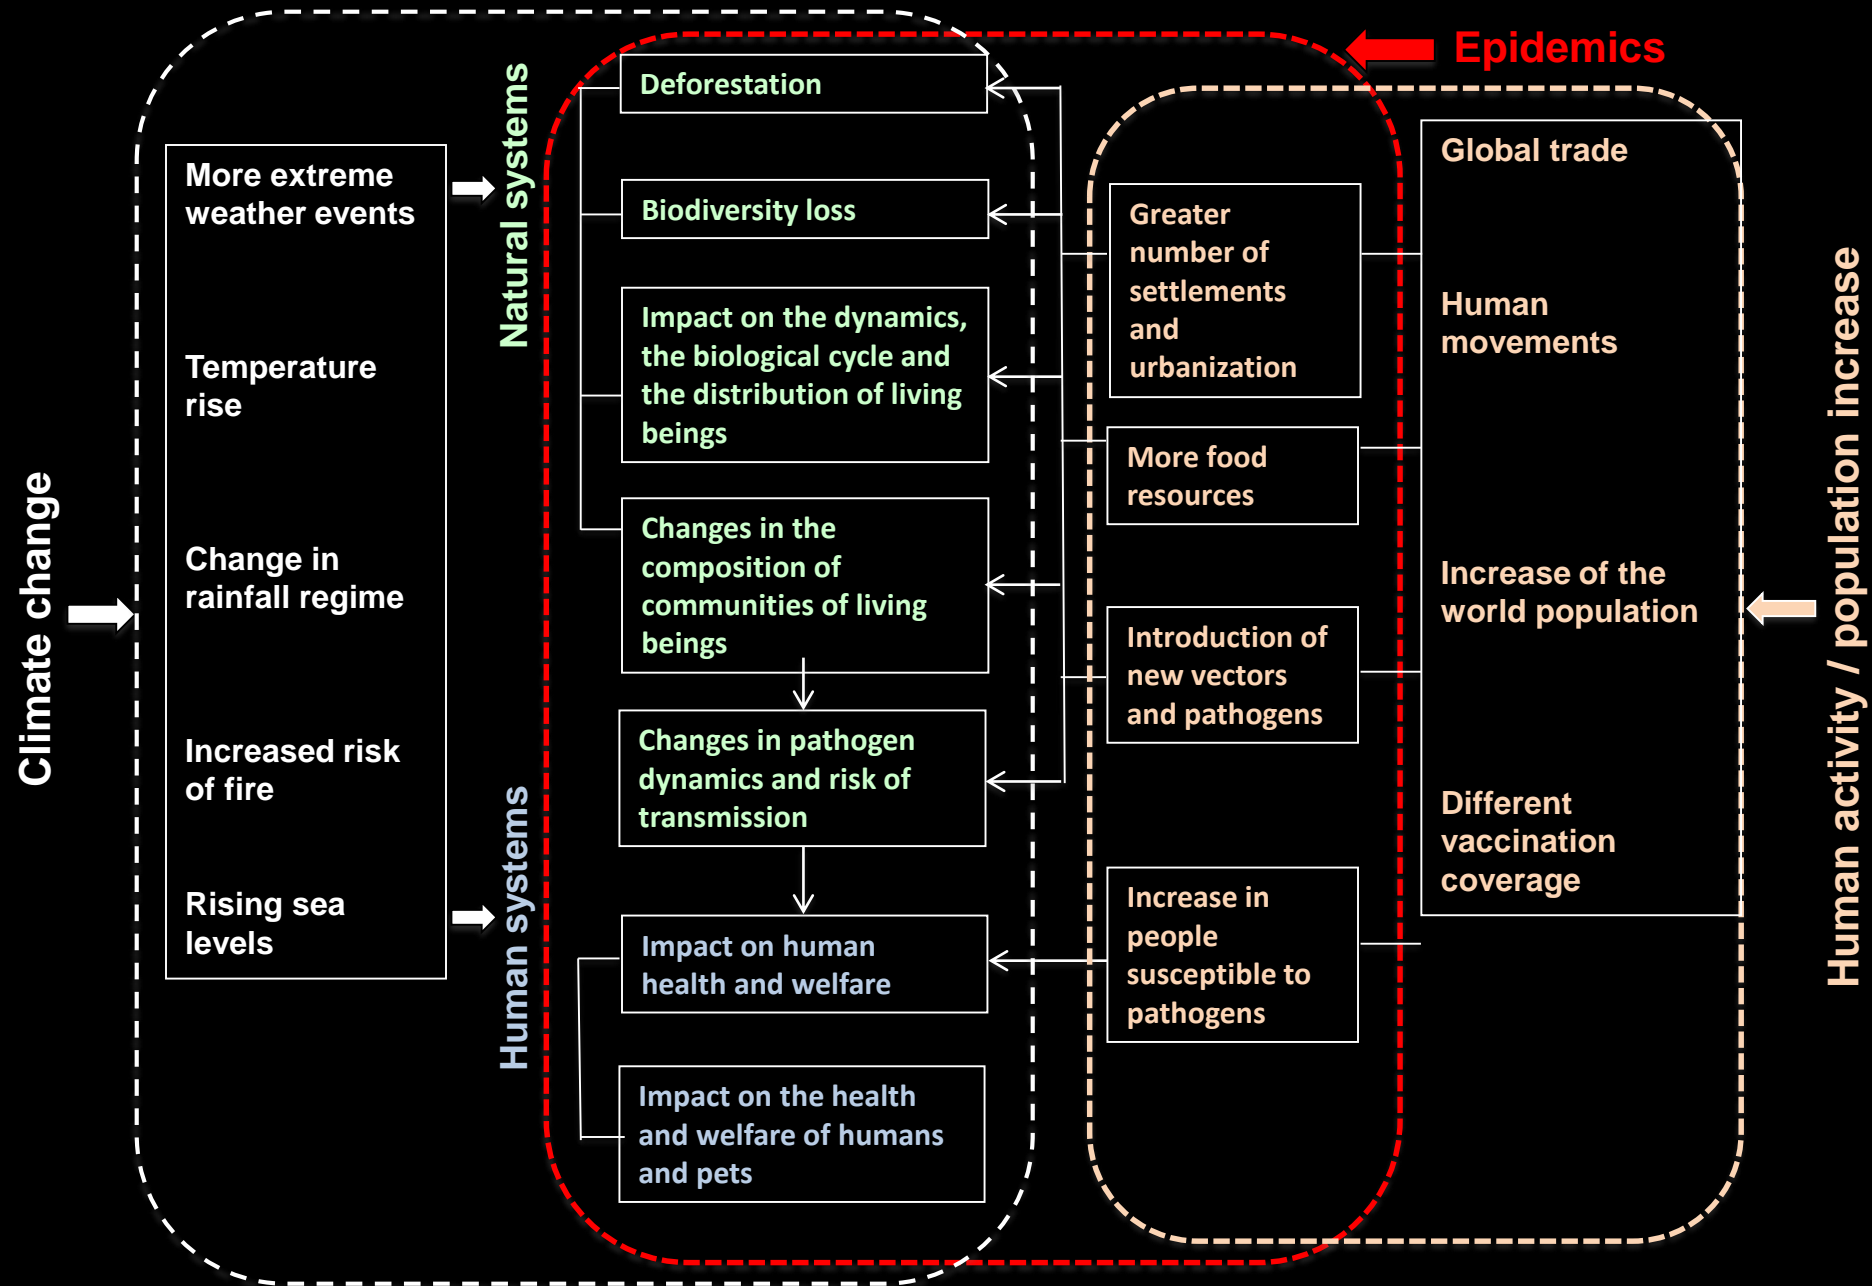 Climate change
More extreme
weather events
Temperature
rise
Change in
rainfall regime
Increased risk
of fire
Rising sea
levels
Natural systems
Human systems
Deforestation
Biodiversity loss
Impact on the dynamics,
the biological cycle and
the distribution of living
beings
Changes in the
composition of
communities of living
beings
Changes in pathogen
dynamics and risk of
transmission
Impact on human
health and welfare
Impact on the health
and welfare of humans
and pets
Epidemics
Greater
number of
settlements
and
urbanization
More food
resources
Introduction of
new vectors
and pathogens
Increase in
people
susceptible to
pathogens
Global trade
Human
movements
Increase of the
world population
Different
vaccination
coverage
Human activity / population increase